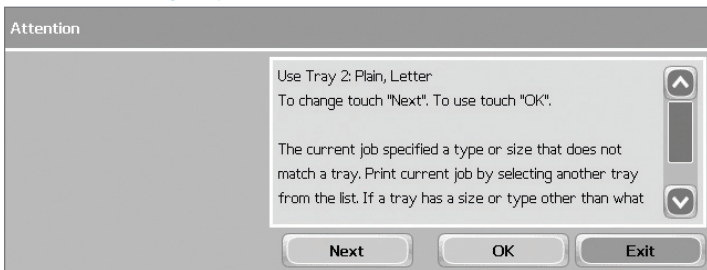 Attention
Use Tray 2: Plain, Letter
To change touch "Next". To use touch "OK".
The current job specified a type or size that does not
match a tray. Print current job by selecting another tray
from the list. If a tray has a size or type other than what
Next
OK
Exit